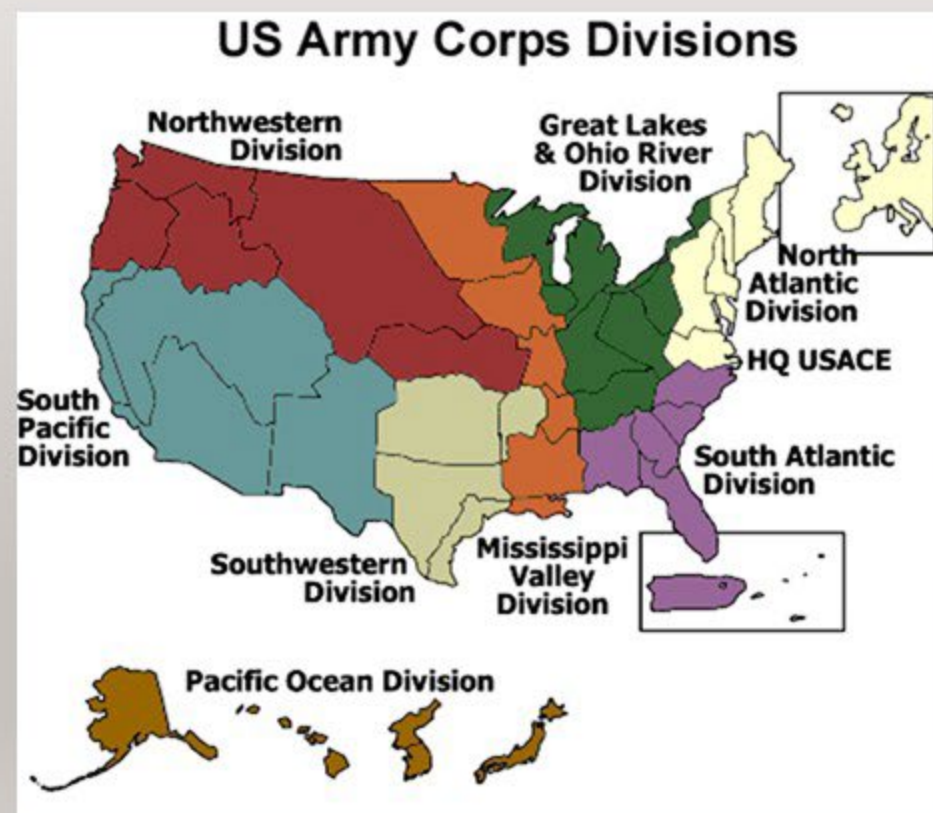 US Army Corps Divisions
Northwestern
Division
Great Lakes
& Ohio River
Division
North
Atlantic
Division
HQ USACE
South
Pacific
Division
South Atlantic
Division
Southwestern
Division
Mississippi
Valley
Division
Pacific Ocean Division